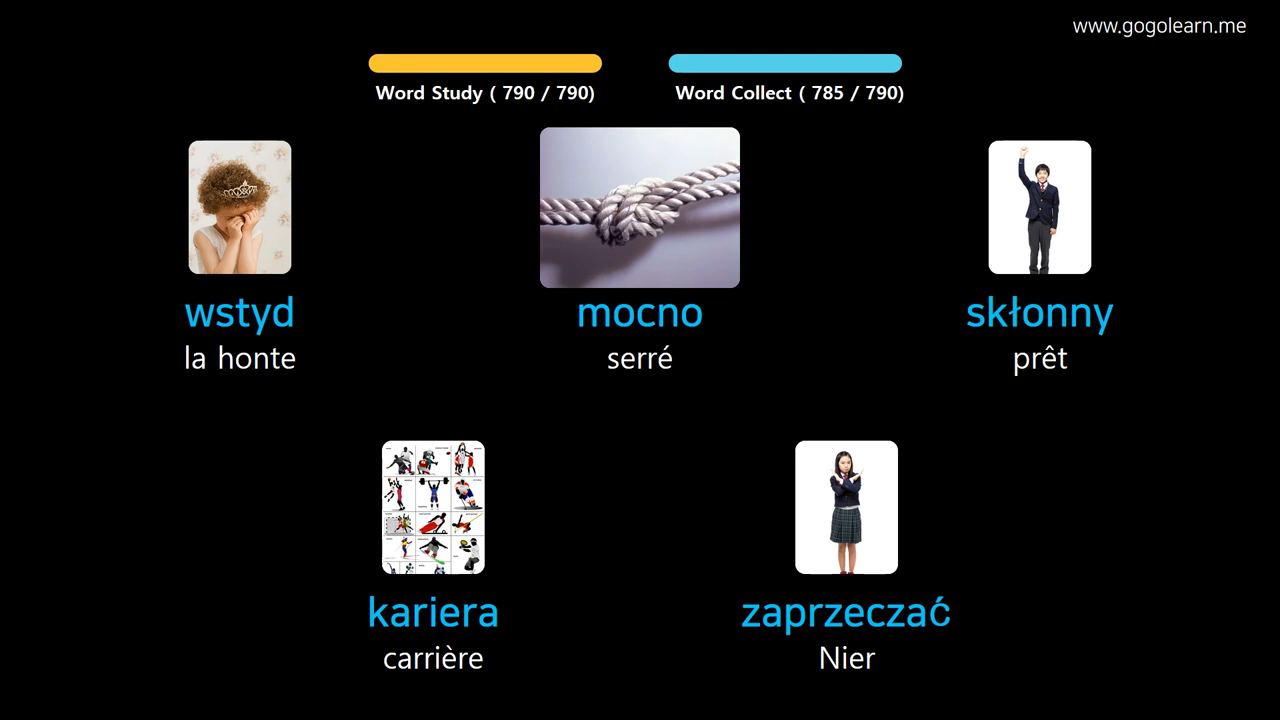 www.gogolearn.me
Word Study ( 790 / 790)
Word Collect ( 785 / 790)
wstyd
la honte
mocno
serré
skłonny
prêt
kariera
carrière
zaprzeczać
Nier